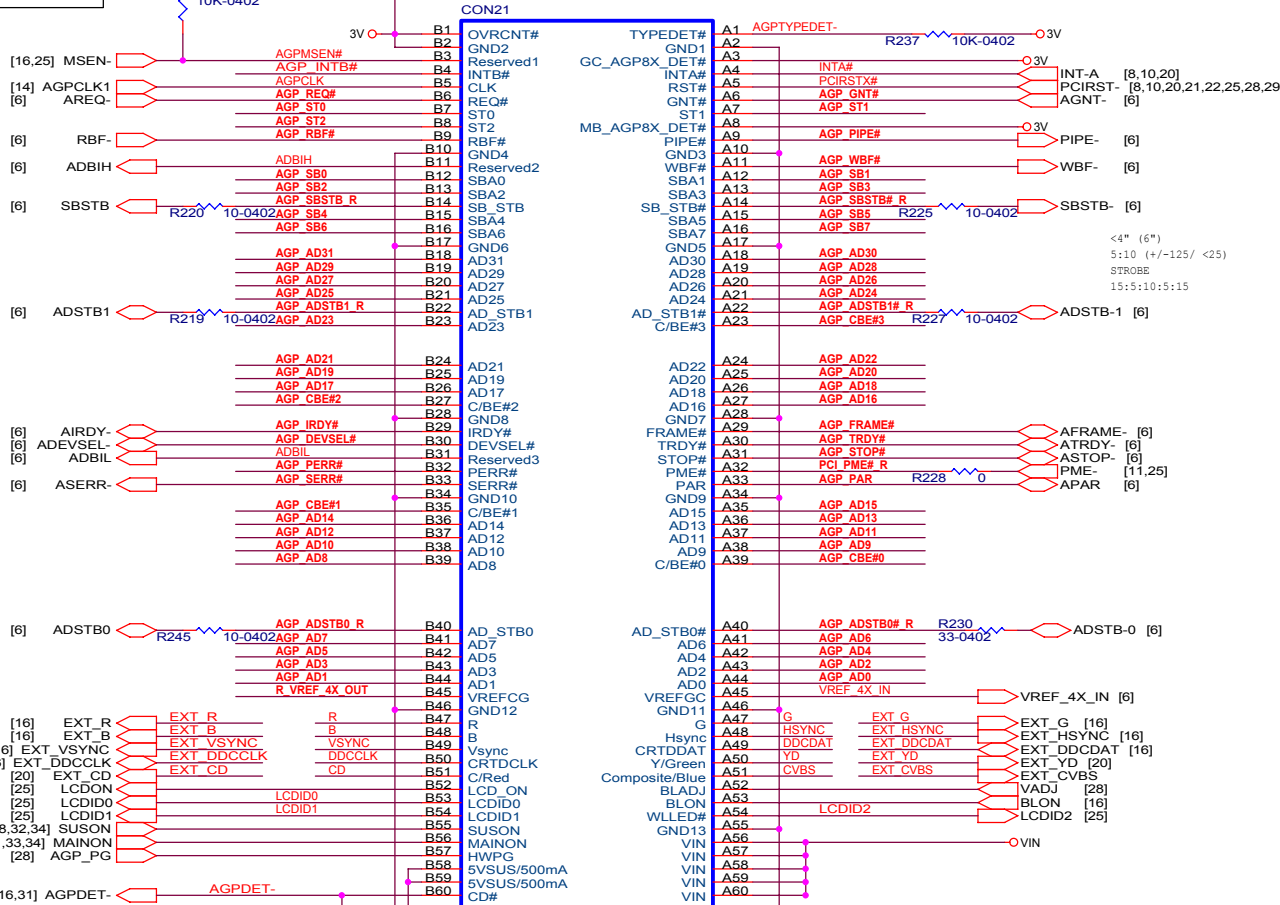 10K-0402
CON21
3V B1 OVRCNT# TYPEDET# A1 AGPTYPEDET- R237 10K-0402 3V
B2 GND2 GND1 A2
[16,25] MSEN- AGPMSEN# B3 Reserved1 GC_AGP8X_DET# A3 3V
AGP_INTB# B4 INTB# INTA# A4 INTA# INT-A [8,10,20]
[14] AGPCLK1 AGPCLK B5 CLK RST# A5 PCIRSTX# PCIRST- [8,10,20,21,22,25,28,29
[6] AREQ- AGP_REQ# B6 REQ# GNT# A6 AGP_GNT# AGNT- [6]
AGP_ST0 B7 ST0 ST1 A7 AGP_ST1
AGP_ST2 B8 ST2 MB_AGP8X_DET# A8 3V
[6] RBF- AGP_RBF# B9 RBF# PIPE# A9 AGP_PIPE# PIPE- [6]
B10 GND4 GND3 A10
[6] ADBIH ADBIH B11 Reserved2 WBF# A11 AGP_WBF# WBF- [6]
AGP_SB0 B12 SBA0 SBA1 A12 AGP_SB1
AGP_SB2 B13 SBA2 SBA3 A13 AGP_SB3
[6] SBSTB R220 10-0402 AGP_SBSTB_R B14 SB_STB SB_STB# A14 AGP_SBSTB#_R R225 10-0402 SBSTB- [6]
AGP_SB4 B15 SBA4 SBA5 A15 AGP_SB5
AGP_SB6 B16 SBA6 SBA7 A16 AGP_SB7
B17 GND6 GND5 A17
<4" (6")
AGP_AD31 B18 AD31 AD30 A18 AGP_AD30 5:10 (+/-125/ <25)
AGP_AD29 B19 AD29 AD28 A19 AGP_AD28 STROBE
AGP_AD27 B20 AD27 AD26 A20 AGP_AD26 15:5:10:5:15
AGP_AD25 B21 AD25 AD24 A21 AGP_AD24
[6] ADSTB1 R219 10-0402 AGP_ADSTB1_R B22 AD_STB1 AD_STB1# A22 AGP_ADSTB1#_R R227 10-0402 ADSTB-1 [6]
AGP_AD23 B23 AD23 C/BE#3 A23 AGP_CBE#3
AGP_AD21 B24 AD21 AD22 A24 AGP_AD22
AGP_AD19 B25 AD19 AD20 A25 AGP_AD20
AGP_AD17 B26 AD17 AD18 A26 AGP_AD18
AGP_CBE#2 B27 C/BE#2 AD16 A27 AGP_AD16
B28 GND8 GND7 A28
[6] AIRDY- AGP_IRDY# B29 IRDY# FRAME# A29 AGP_FRAME# AFRAME- [6]
[6] ADEVSEL- AGP_DEVSEL# B30 DEVSEL# TRDY# A30 AGP_TRDY# ATRDY- [6]
[6] ADBIL ADBIL B31 Reserved3 STOP# A31 AGP_STOP# ASTOP- [6]
AGP_PERR# B32 PERR# PME# A32 PCI_PME#_R R228 0 PME- [11,25]
[6] ASERR- AGP_SERR# B33 SERR# PAR A33 AGP_PAR APAR [6]
B34 GND10 GND9 A34
AGP_CBE#1 B35 C/BE#1 AD15 A35 AGP_AD15
AGP_AD14 B36 AD14 AD13 A36 AGP_AD13
AGP_AD12 B37 AD12 AD11 A37 AGP_AD11
AGP_AD10 B38 AD10 AD9 A38 AGP_AD9
AGP_AD8 B39 AD8 C/BE#0 A39 AGP_CBE#0
[6] ADSTB0 R245 10-0402 AGP_ADSTB0_R B40 AD_STB0 AD_STB0# A40 AGP_ADSTB0#_R R230 33-0402 ADSTB-0 [6]
AGP_AD7 B41 AD7 AD6 A41 AGP_AD6
AGP_AD5 B42 AD5 AD4 A42 AGP_AD4
AGP_AD3 B43 AD3 AD2 A43 AGP_AD2
AGP_AD1 B44 AD1 AD0 A44 AGP_AD0
R_VREF_4X_OUT B45 VREFCG VREFGC A45 VREF_4X_IN VREF_4X_IN [6]
B46 GND12 GND11 A46
[16] EXT_R EXT_R R B47 R G A47 G EXT_G EXT_G [16]
[16] EXT_B EXT_B B B48 B Hsync A48 HSYNC EXT_HSYNC EXT_HSYNC [16]
6] EXT_VSYNC EXT_VSYNC VSYNC B49 Vsync CRTDDAT A49 DDCDAT EXT_DDCDAT EXT_DDCDAT [16]
] EXT_DDCCLK EXT_DDCCLK DDCCLK B50 CRTDCLK Y/Green A50 YD EXT_YD EXT_YD [20]
[20] EXT_CD EXT_CD CD B51 C/Red Composite/Blue A51 CVBS EXT_CVBS EXT_CVBS
[25] LCDON B52 LCD_ON BLADJ A52 VADJ [28]
[25] LCDID0 LCDID0 B53 LCDID0 BLON A53 BLON [16]
[25] LCDID1 LCDID1 B54 LCDID1 WLLED# A54 LCDID2 LCDID2 [25]
8,32,34] SUSON B55 SUSON GND13 A55
,33,34] MAINON B56 MAINON VIN A56 VIN
[28] AGP_PG B57 HWPG VIN A57
B58 5VSUS/500mA VIN A58
B59 5VSUS/500mA VIN A59
16,31] AGPDET- AGPDET- B60 CD# VIN A60